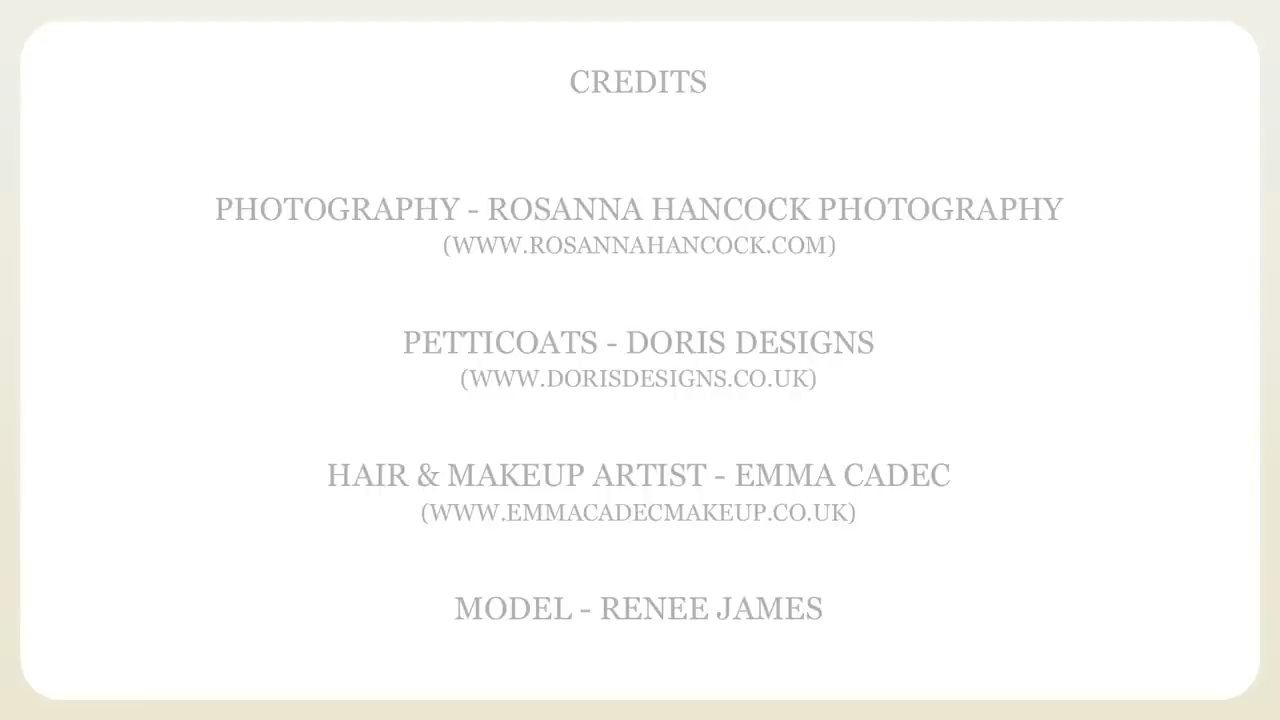 CREDITS
PHOTOGRAPHY - ROSANNA HANCOCK PHOTOGRAPHY
(WWW.ROSANNAHANCOCK.COM)
PETTICOATS - DORIS DESIGNS
(WWW.DORISDESIGNS.CO.UK)
HAIR & MAKEUP ARTIST - EMMA CADEC
(WWW.EMMACADECMAKEUP.CO.UK)
MODEL - RENEE JAMES